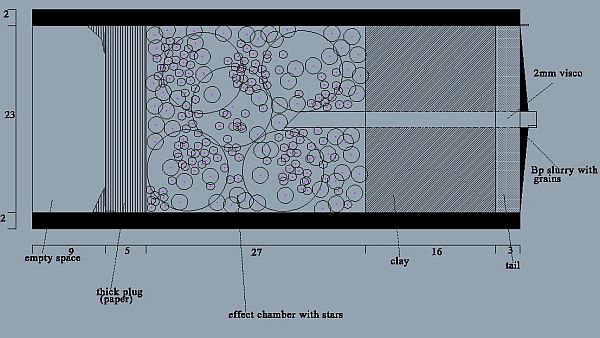 2
23
2
2mm visco
Bp slurry with
grains
9
5
27
16
3
empty space
clay
tail
thick plug
(paper)
effect chamber with stars